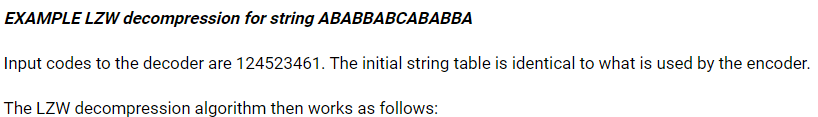 EXAMPLE LZW decompression for string ABABBABCABABBA
Input codes to the decoder are 124523461. The initial string table is identical to what is used by the encoder.
The LZW decompression algorithm then works as follows: